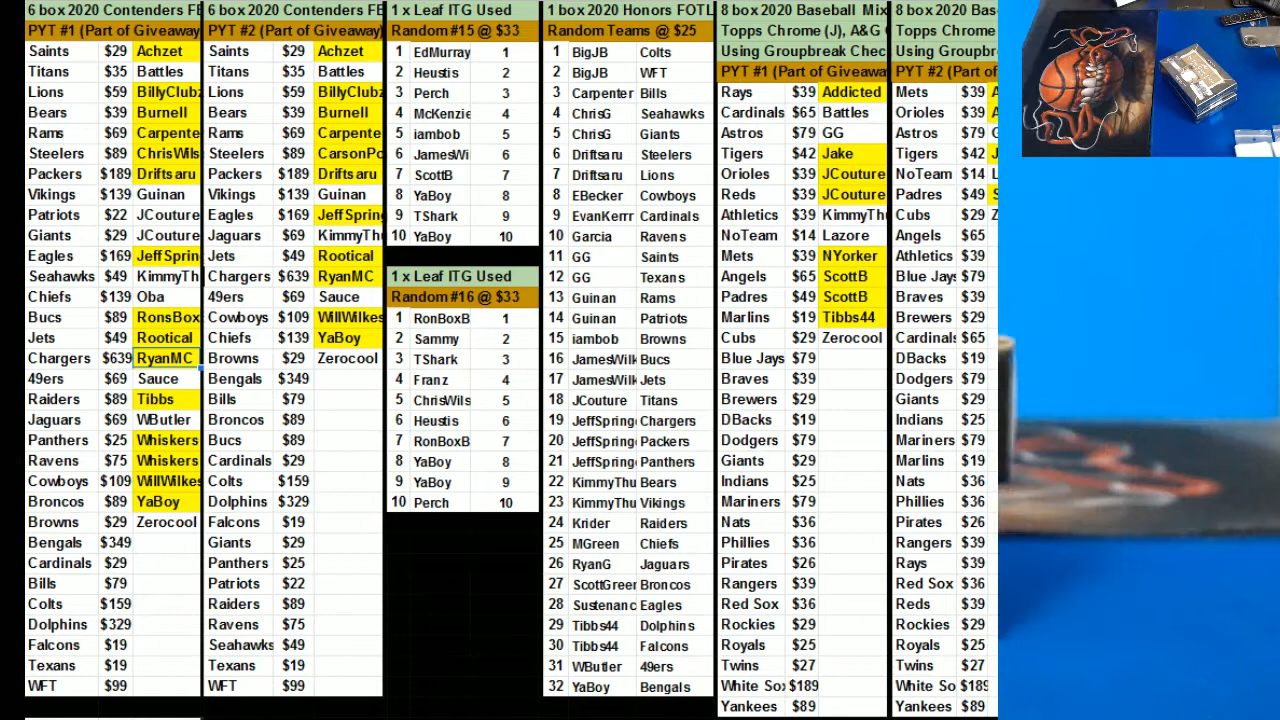 6 box 2020 Contenders FE
PYT #1 (Part of Giveaway
Saints $29 Achzet
Titans $35 Battles
Lions $59 BillyClubz
Bears $39 Burnell
Rams $69 Carpente
Steelers $89 ChrisWils
Packers $189 Driftsaru
Vikings $139 Guinan
Patriots $22 JCouture
Giants $29 JCouture
Eagles $169 JeffSprin
Seahawks $49 KimmyTh
Chiefs $139 Oba
Bucs $89 RonsBox
Jets $49 Rootical
Chargers $639 RyanMC
49ers $69 Sauce
Raiders $89 Tibbs
Jaguars $69 WButler
Panthers $25 Whiskers
Ravens $75 Whiskers
Cowboys $109 WillWilkes
Broncos $89 YaBoy
Browns $29 Zerocool
Bengals $349
Cardinals $29
Bills $79
Colts $159
Dolphins $329
Falcons $19
Texans $19
WFT $99
6 box 2020 Contenders FE
PYT #2 (Part of Giveaway)
Saints $29 Achzet
Titans $35 Battles
Lions $59 BillyClubz
Bears $39 Burnell
Rams $69 Carpente
Steelers $89 CarsonPo
Packers $189 Driftsaru
Vikings $139 Guinan
Eagles $169 JeffSpring
Jaguars $69 KimmyThu
Jets $49 Rootical
Chargers $639 RyanMC
49ers $69 Sauce
Cowboys $109 WillWilkes
Chiefs $139 YaBoy
Browns $29 Zerocool
Bengals $349
Bills $79
Broncos $89
Bucs $89
Cardinals $29
Colts $159
Dolphins $329
Falcons $19
Giants $29
Panthers $25
Patriots $22
Raiders $89
Ravens $75
Seahawks $49
Texans $19
WFT $99
1 x Leaf ITG Used
Random #15 @ $33
1 EdMurray 1
2 Heustis 2
3 Perch 3
4 McKenzie 4
5 iambob 5
6 JamesWi 6
7 ScottB 7
8 YaBoy 8
9 TShark 9
10 YaBoy 10
1 x Leaf ITG Used
Random #16 @ $33
1 RonBoxB 1
2 Sammy 2
3 TShark 3
4 Franz 4
5 ChrisWils 5
6 Heustis 6
7 RonBoxB 7
8 YaBoy 8
9 YaBoy 9
10 Perch 10
1 box 2020 Honors FOTL
Random Teams @ $25
1 BigJB Colts
2 BigJB WFT
3 Carpenter Bills
4 ChrisG Seahawks
5 ChrisG Giants
6 Driftsaru Steelers
7 Driftsaru Lions
8 EBecker Cowboys
9 EvanKerrr Cardinals
10 Garcia Ravens
11 GG Saints
12 GG Texans
13 Guinan Rams
14 Guinan Patriots
15 iambob Browns
16 JamesWilk Bucs
17 JamesWilk Jets
18 JCouture Titans
19 JeffSpringe Chargers
20 JeffSpringe Packers
21 JeffSpringe Panthers
22 KimmyThu Bears
23 KimmyThu Vikings
24 Krider Raiders
25 MGreen Chiefs
26 RyanG Jaguars
27 ScottGreer Broncos
28 Sustenanc Eagles
29 Tibbs44 Dolphins
30 Tibbs44 Falcons
31 WButler 49ers
32 YaBoy Bengals
8 box 2020 Baseball Mix
Topps Chrome (J), A&G
Using Groupbreak Chec
PYT #1 (Part of Giveawa
Rays $39 Addicted
Cardinals $65 Battles
Astros $79 GG
Tigers $42 Jake
Orioles $39 JCouture
Reds $39 JCouture
Athletics $39 KimmyThu
NoTeam $14 Lazore
Mets $39 NYorker
Angels $65 ScottB
Padres $49 ScottB
Marlins $19 Tibbs44
Cubs $29 Zerocool
Blue Jays $79
Braves $39
Brewers $29
DBacks $19
Dodgers $79
Giants $29
Indians $25
Mariners $79
Nats $36
Phillies $36
Pirates $26
Rangers $39
Red Sox $36
Rockies $29
Royals $25
Twins $27
White Sox $189
Yankees $89
8 box 2020 Bas
Topps Chrome
Using Groupbr
PYT #2 (Part of
Mets $39 A
Orioles $39 A
Astros $79 G
Tigers $42 J
NoTeam $14 L
Padres $49 S
Cubs $29 Z
Angels $65
Athletics $39
Blue Jays $79
Braves $39
Brewers $29
Cardinals $65
DBacks $19
Dodgers $79
Giants $29
Indians $25
Mariners $79
Marlins $19
Nats $36
Phillies $36
Pirates $26
Rangers $39
Rays $39
Red Sox $36
Reds $39
Rockies $29
Royals $25
Twins $27
White So $189
Yankees $89